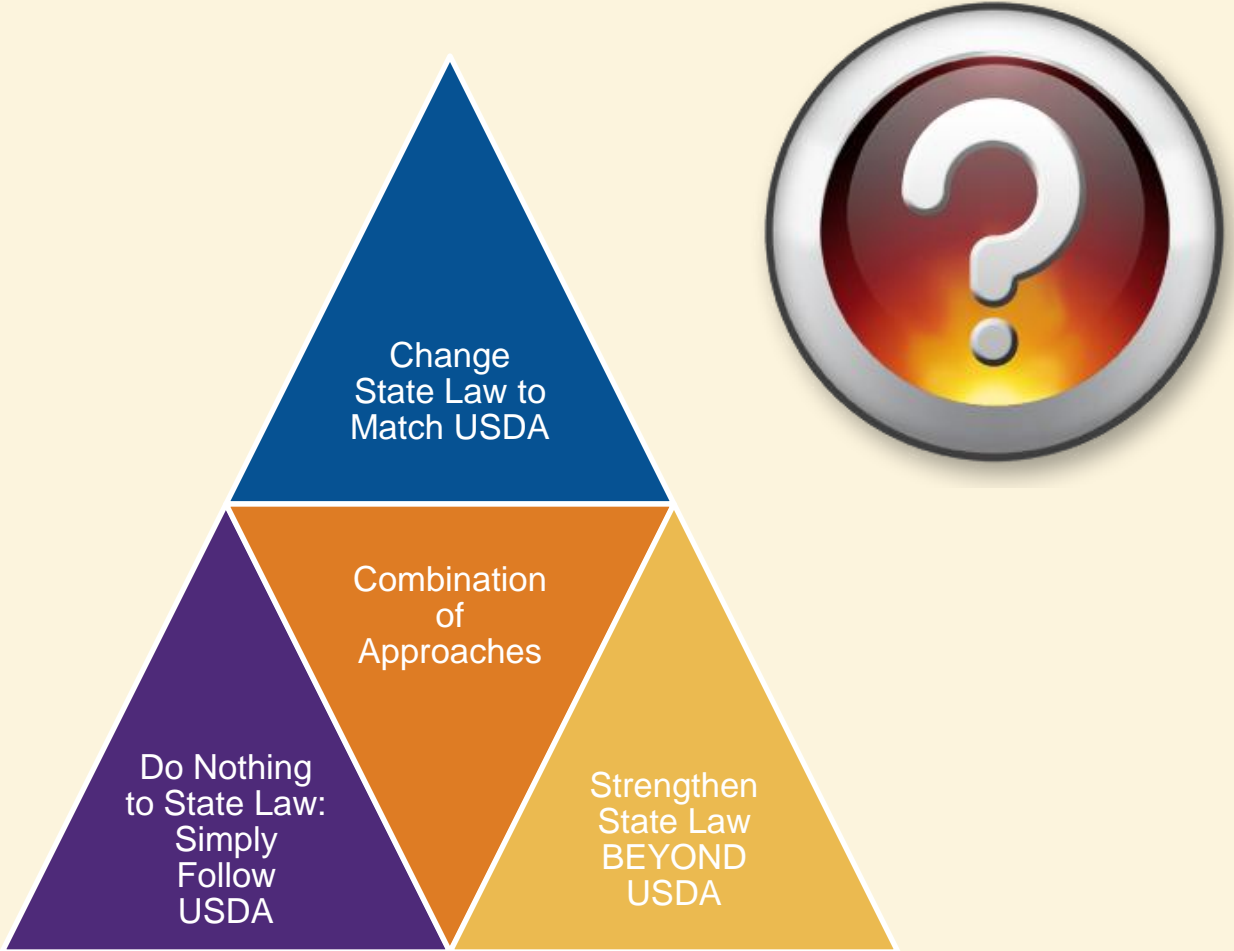 Change
State Law to
Match USDA
Combination
of
Approaches
Do Nothing
to State Law:
Simply
Follow
USDA
Strengthen
State Law
BEYOND
USDA
?